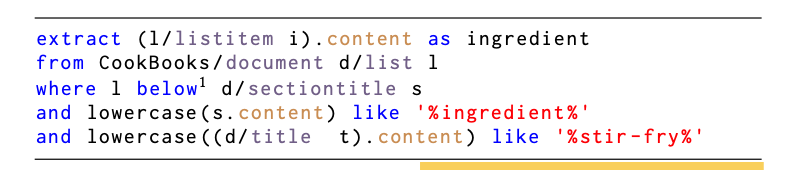 extract (l/listitem i).content as ingredient
from CookBooks/document d/list l
where l below¹ d/sectiontitle s
and lowercase(s.content) like '%ingredient%'
and lowercase((d/title  t).content) like '%stir-fry%'